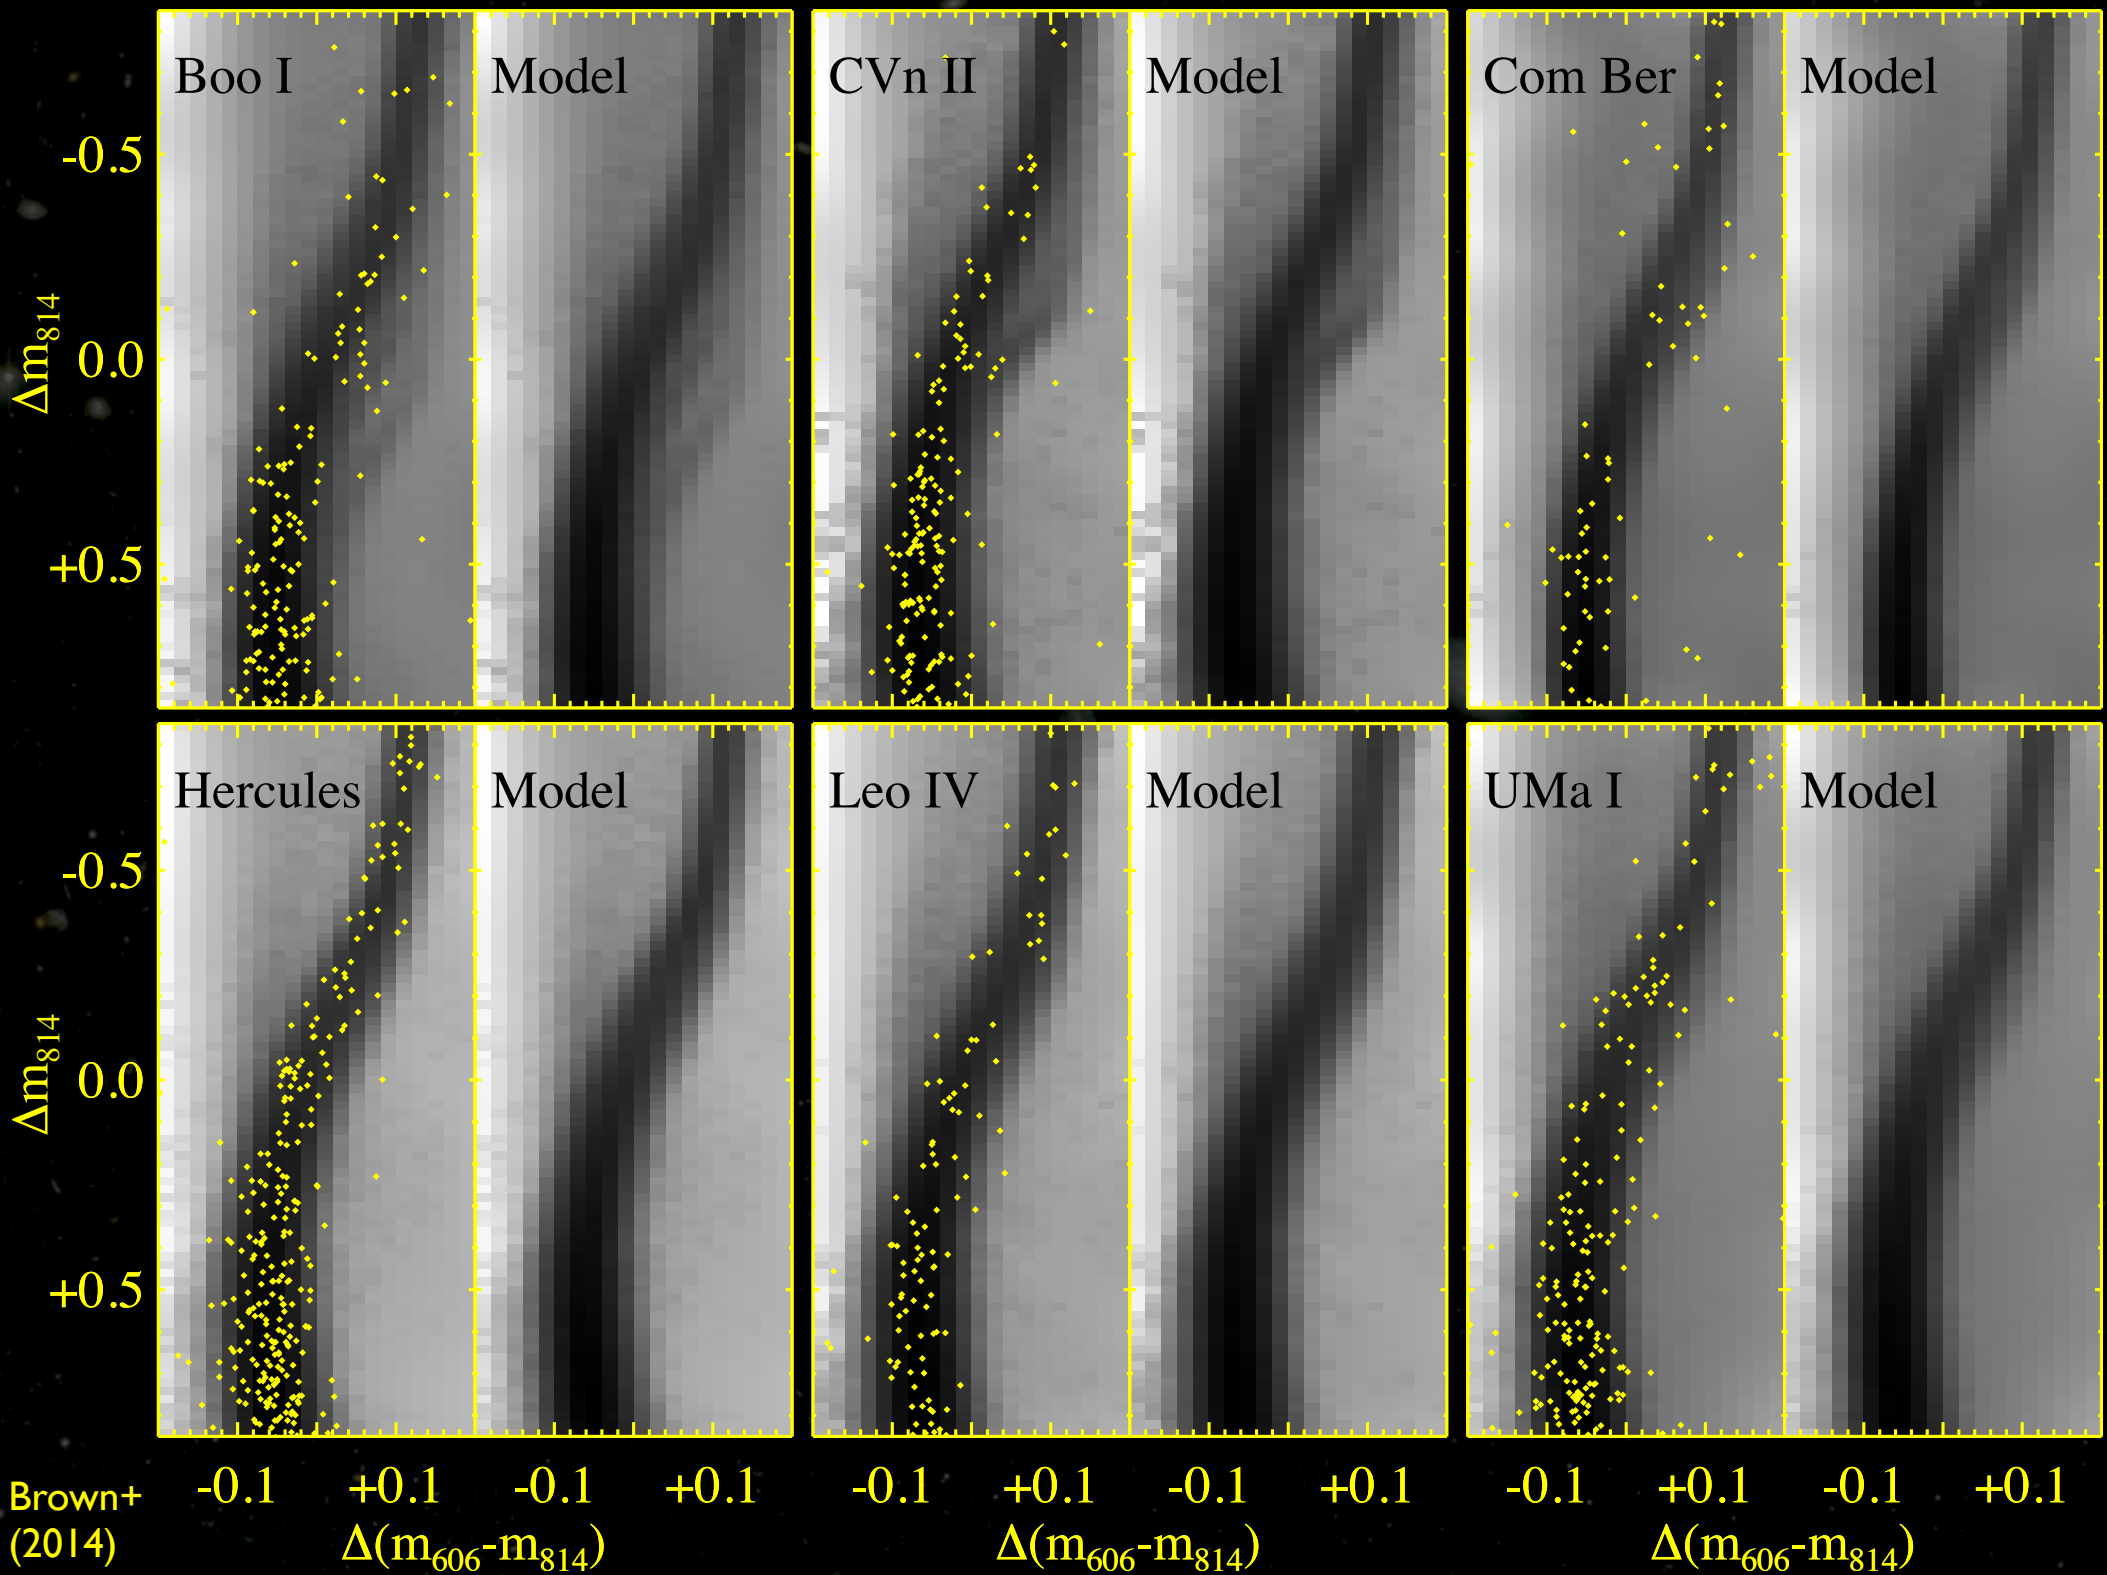 Boo I Model CVn II Model Com Ber Model
-0.5
Δm814
0.0
+0.5
Hercules Model Leo IV Model UMa I Model
-0.5
Δm814
0.0
+0.5
-0.1 +0.1 -0.1 +0.1 -0.1 +0.1 -0.1 +0.1 -0.1 +0.1 -0.1 +0.1
Δ(m606-m814) Δ(m606-m814) Δ(m606-m814)
Brown+
(2014)